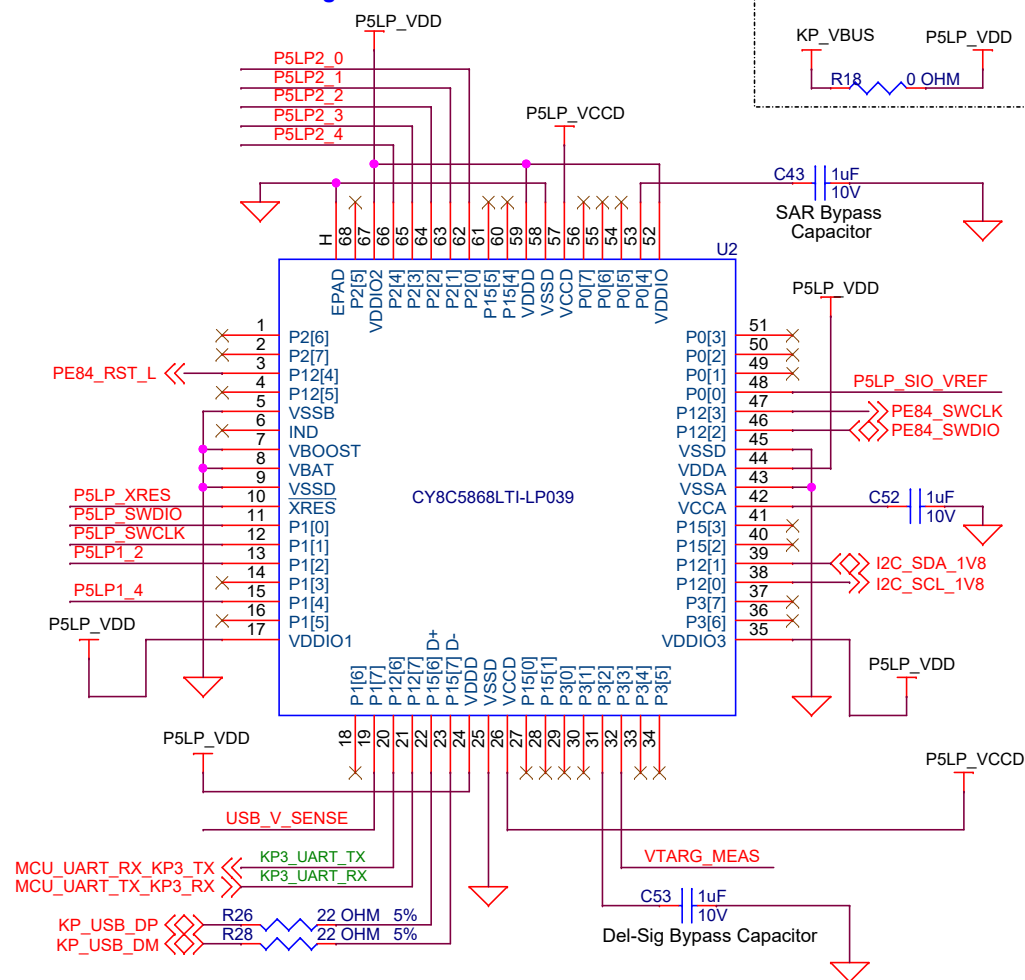 g
P5LP_VDD
KP_VBUS
P5LP_VDD
R18
0 OHM
P5LP2_0
P5LP2_1
P5LP2_2
P5LP2_3
P5LP2_4
P5LP_VCCD
C43
1uF
10V
SAR Bypass
Capacitor
H
68
67
66
65
64
63
62
61
60
59
58
57
56
55
54
53
52
U2
EPAD
P2[5]
VDDIO2
P2[4]
P2[3]
P2[2]
P2[1]
P2[0]
P15[5]
P15[4]
VDDD
VSSD
VCCD
P0[7]
P0[6]
P0[5]
P0[4]
VDDIO
P5LP_VDD
1 P2[6]
2 P2[7]
PE84_RST_L 3 P12[4]
4 P12[5]
5 VSSB
6 IND
7 VBOOST
8 VBAT
9 VSSD
P5LP_XRES 10 XRES
P5LP_SWDIO 11 P1[0]
P5LP_SWCLK 12 P1[1]
P5LP1_2 13 P1[2]
14 P1[3]
P5LP1_4 15 P1[4]
16 P1[5]
P5LP_VDD
17 VDDIO1
CY8C5868LTI-LP039
P0[3] 51
P0[2] 50
P0[1] 49
P0[0] 48 P5LP_SIO_VREF
P12[3] 47 PE84_SWCLK
P12[2] 46 PE84_SWDIO
VSSD 45
VDDA 44
VSSA 43
VCCA 42 C52 1uF
10V
P15[3] 41
P15[2] 40
P12[1] 39 I2C_SDA_1V8
P12[0] 38 I2C_SCL_1V8
P3[7] 37
P3[6] 36
VDDIO3 35
P5LP_VDD
P1[6]
P1[7]
P12[6]
P12[7]
P15[6] D+
P15[7] D-
VDDD
VSSD
VCCD
P15[0]
P15[1]
P3[0]
P3[1]
P3[2]
P3[3]
P3[4]
P3[5]
18
19
20
21
22
23
24
25
26
27
28
29
30
31
32
33
34
P5LP_VDD
P5LP_VCCD
USB_V_SENSE
MCU_UART_RX_KP3_TX KP3_UART_TX
MCU_UART_TX_KP3_RX KP3_UART_RX
VTARG_MEAS
KP_USB_DP R26 22 OHM 5%
KP_USB_DM R28 22 OHM 5%
C53 1uF
10V
Del-Sig Bypass Capacitor